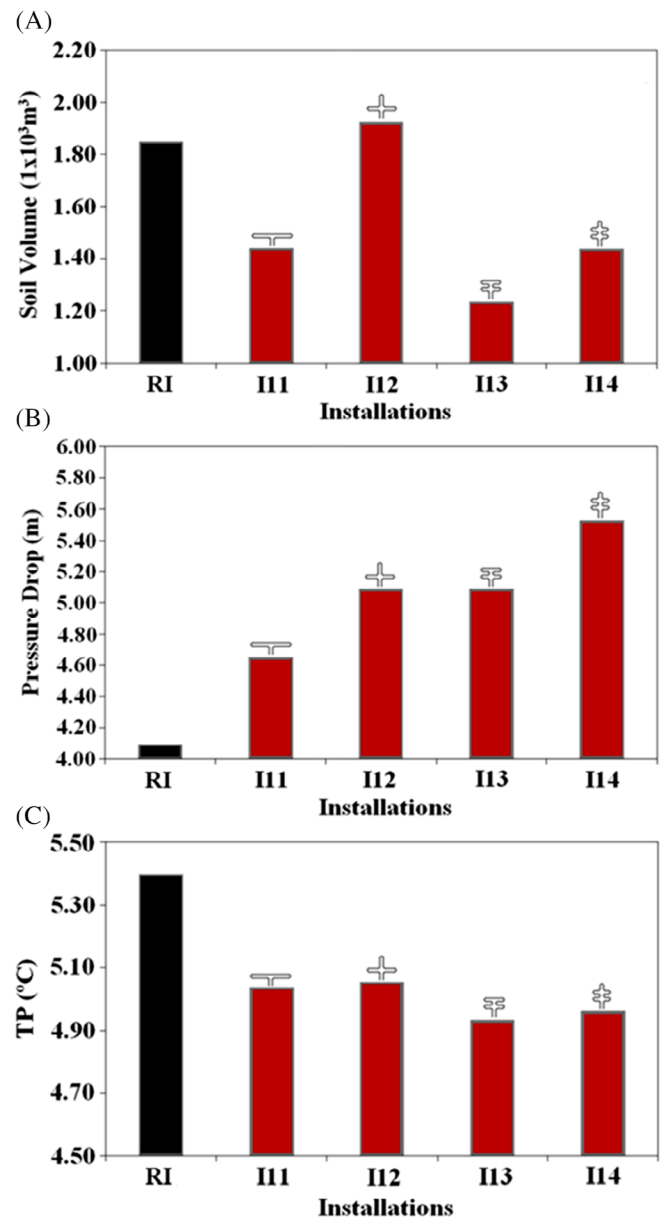 (A)
2.20
2.00
1.80
1.60
1.40
1.20
1.00
Soil Volume (1x10³m³)
RI I11 I12 I13 I14
Installations
(B)
6.00
5.80
5.60
5.40
5.20
5.00
4.80
4.60
4.40
4.20
4.00
Pressure Drop (m)
RI I11 I12 I13 I14
Installations
(C)
5.50
5.30
5.10
4.90
4.70
4.50
TP (ºC)
RI I11 I12 I13 I14
Installations